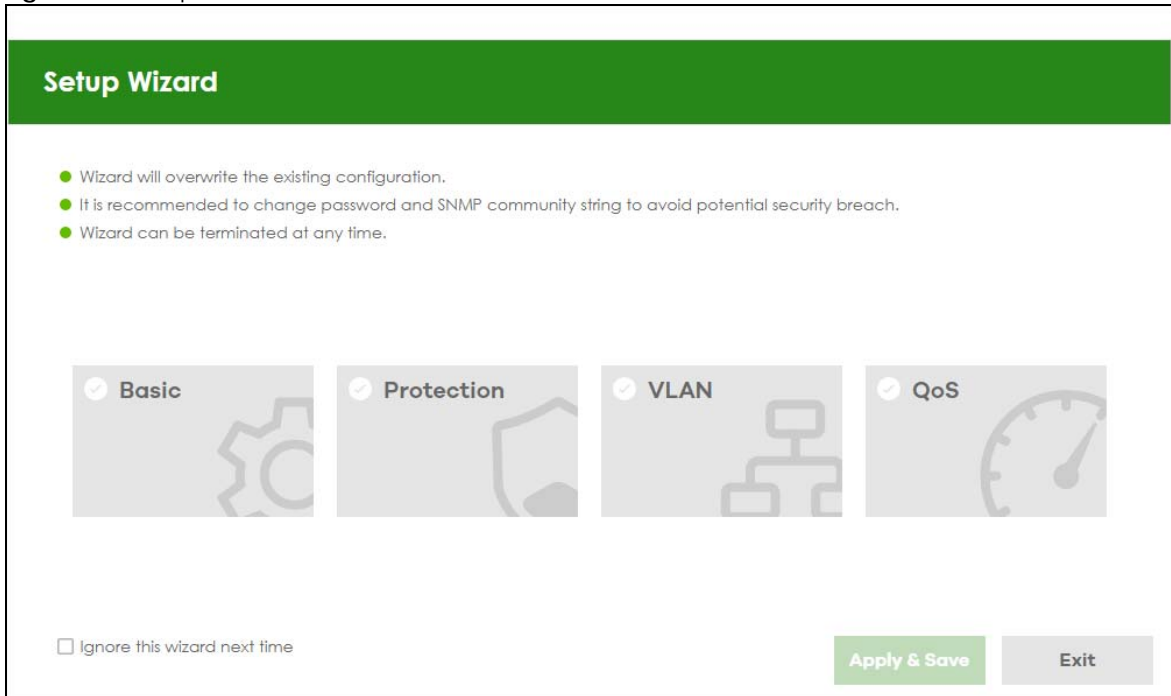 Setup Wizard
Wizard will overwrite the existing configuration.
It is recommended to change password and SNMP community string to avoid potential security breach.
Wizard can be terminated at any time.
Basic
Protection
VLAN
QoS
Ignore this wizard next time
Apply & Save
Exit